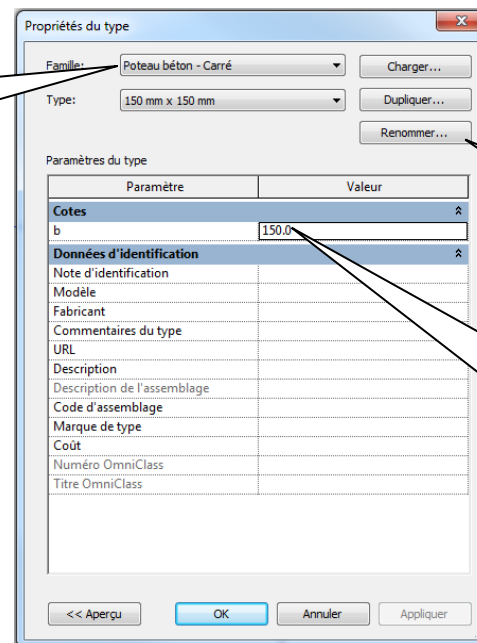 Propriétés du type
Famille: Poteau béton - Carré Charger...
Type: 150 mm x 150 mm Dupliquer...
Renommer...
Paramètres du type
Paramètre Valeur
Cotes
b 150.0
Données d'identification
Note d'identification
Modèle
Fabricant
Commentaires du type
URL
Description
Description de l'assemblage
Code d'assemblage
Marque de type
Coût
Numéro OmniClass
Titre OmniClass
<< Aperçu OK Annuler Appliquer